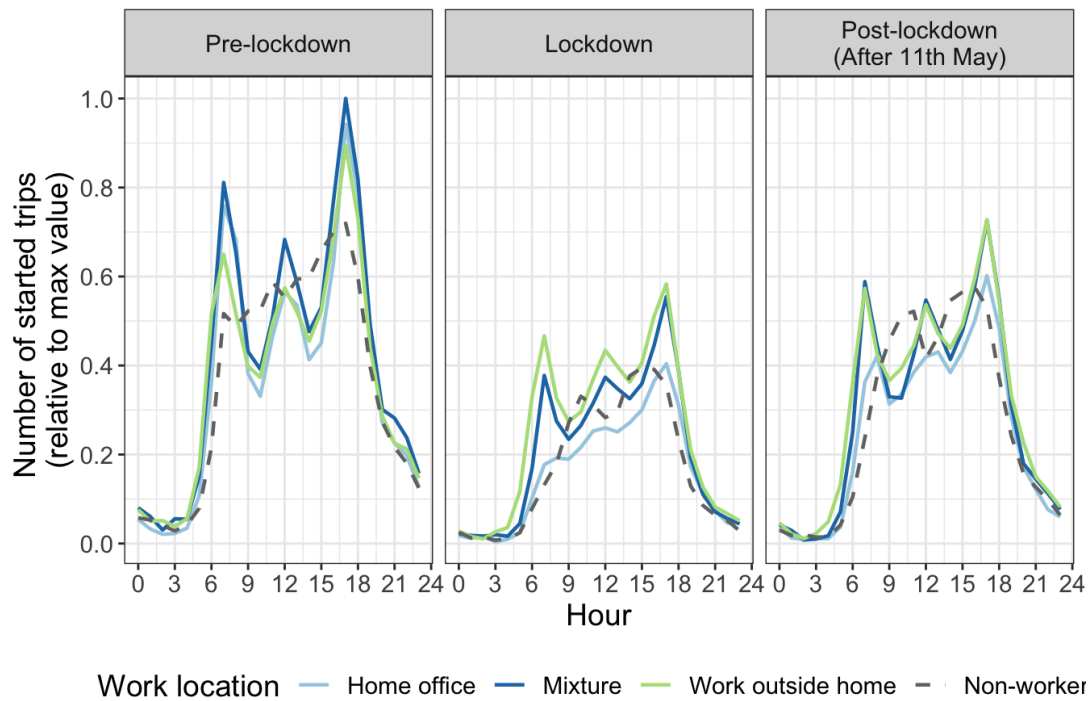 Pre-lockdown
Lockdown
Post-lockdown
(After 11th May)
Number of started trips
(relative to max value)
1.0
0.8
0.6
0.4
0.2
0.0
0 3 6 9 12 15 18 21 24
0 3 6 9 12 15 18 21 24
0 3 6 9 12 15 18 21 24
Hour
Work location Home office Mixture Work outside home Non-worker